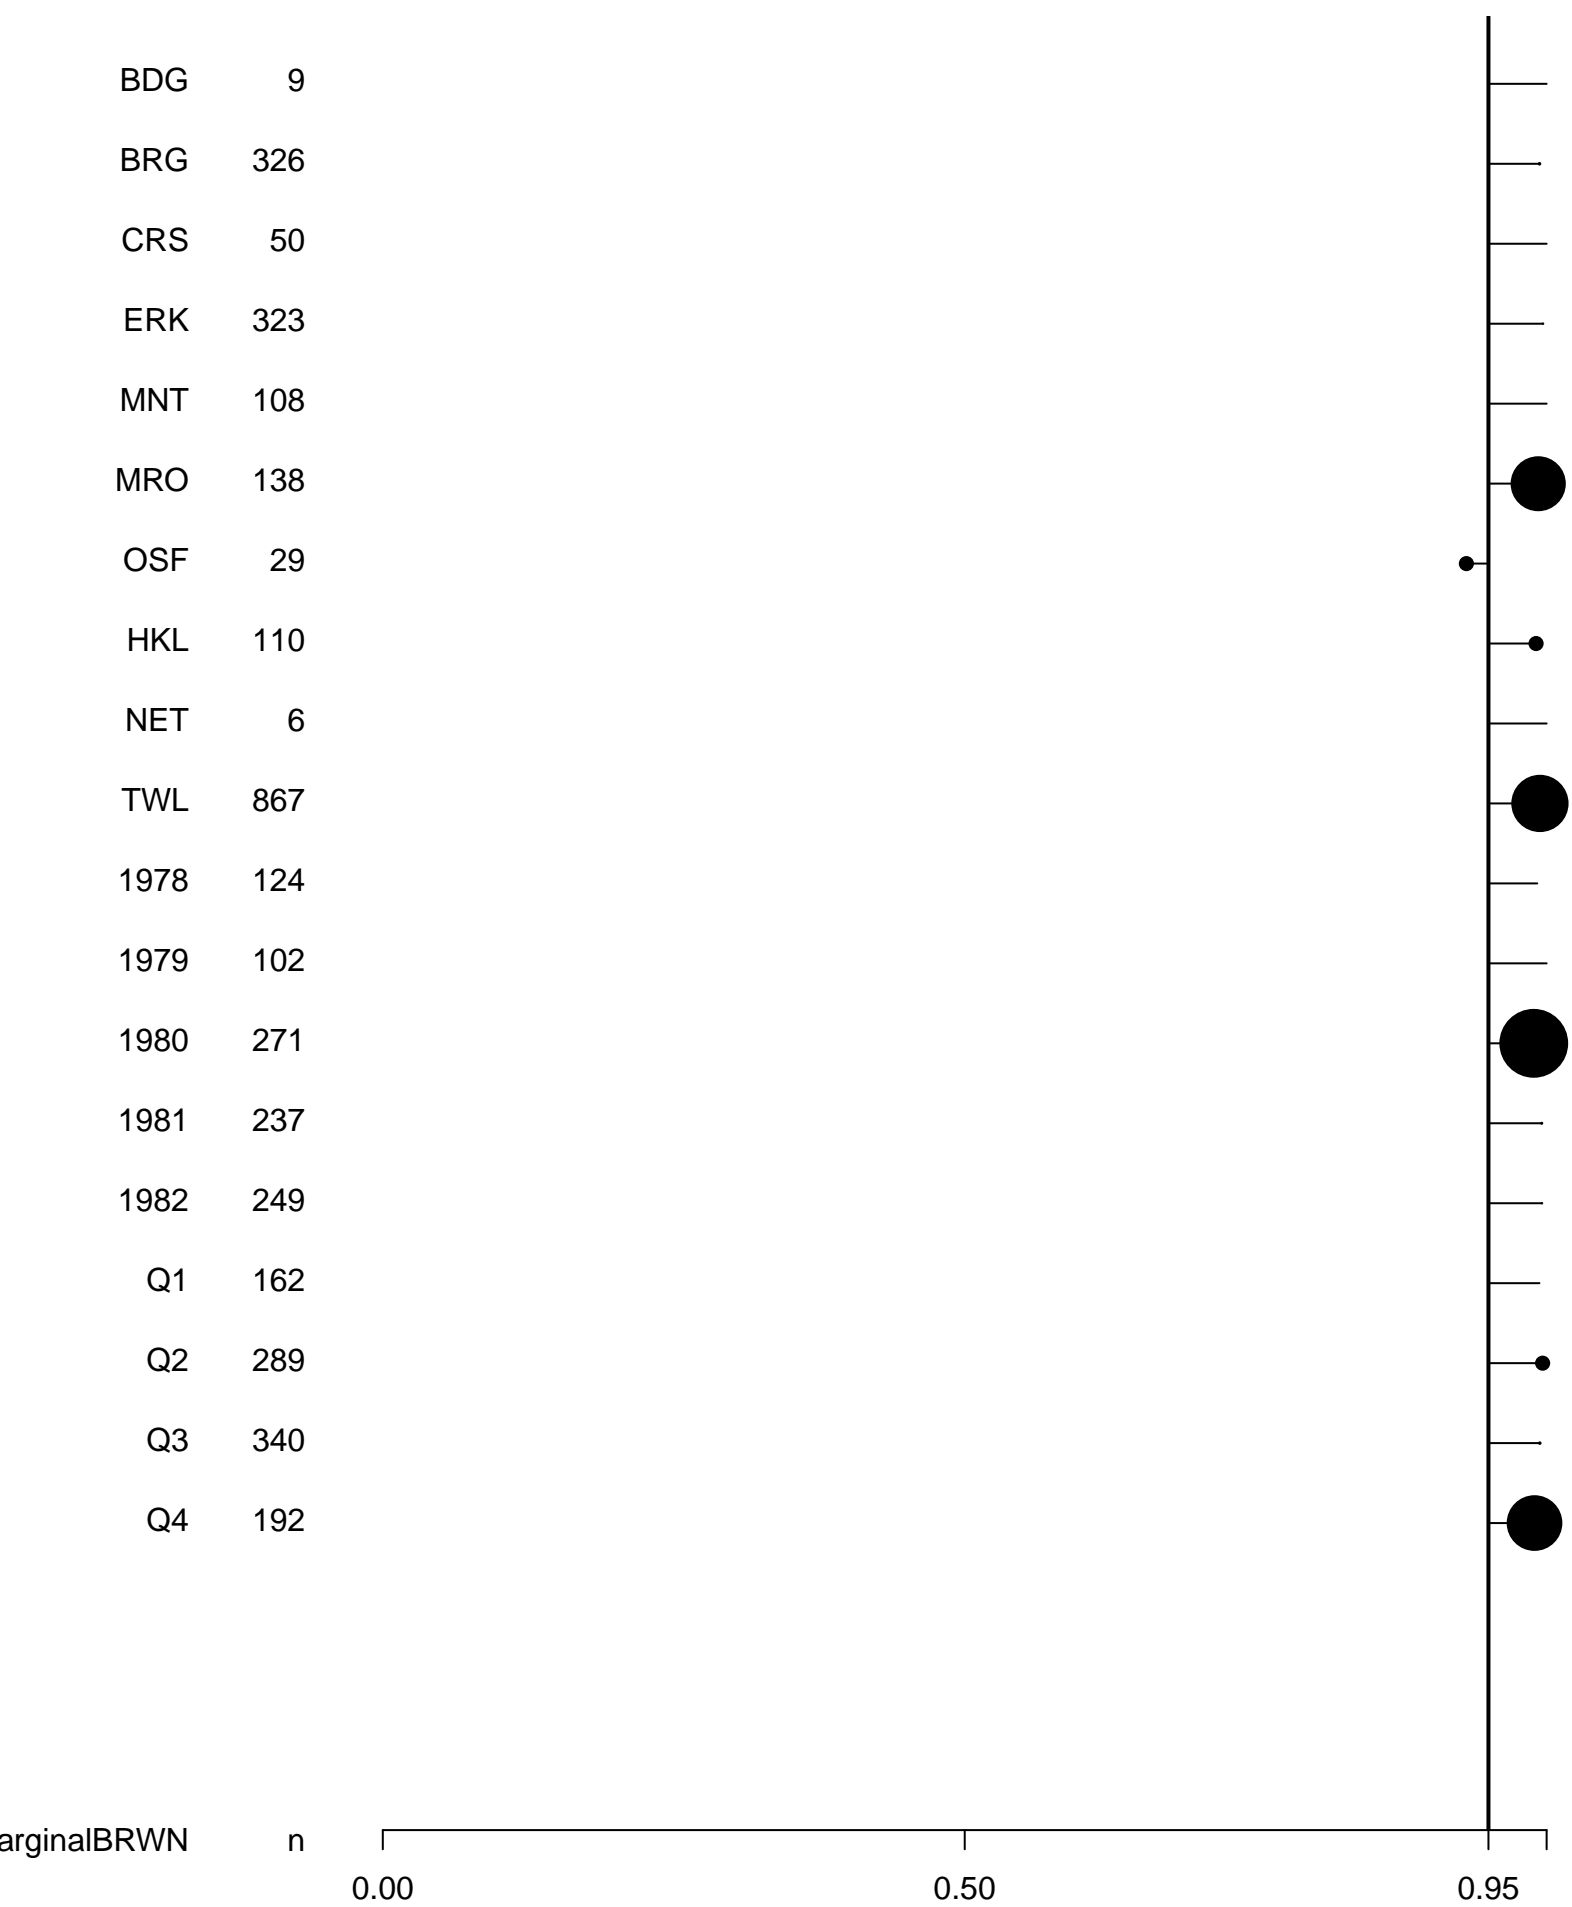 BDG 9
BRG 326
CRS 50
ERK 323
MNT 108
MRO 138
OSF 29
HKL 110
NET 6
TWL 867
1978 124
1979 102
1980 271
1981 237
1982 249
Q1 162
Q2 289
Q3 340
Q4 192
arginalBRWN n
0.00 0.50 0.95